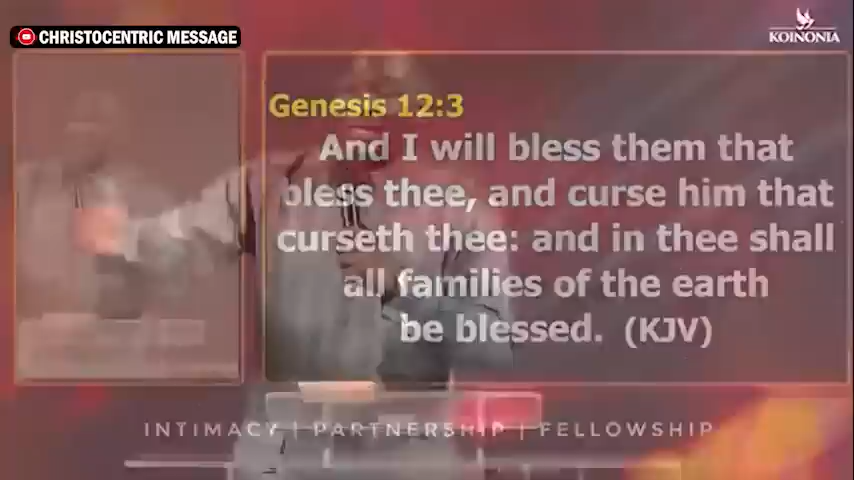 CHRISTOCENTRIC MESSAGE
KOINONIA
Genesis 12:3
And I will bless them that
bless thee, and curse him that
curseth thee: and in thee shall
all families of the earth
be blessed. (KJV)
INTIMACY | PARTNERSHIP | FELLOWSHIP